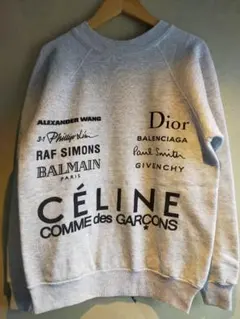 ALEXANDER WANG
3.1 Phillip Lim
RAF SIMONS
BALMAIN
PARIS
Dior
BALENCIAGA
Paul Smith
GIVENCHY
CÉLINE
COMME des GARÇONS